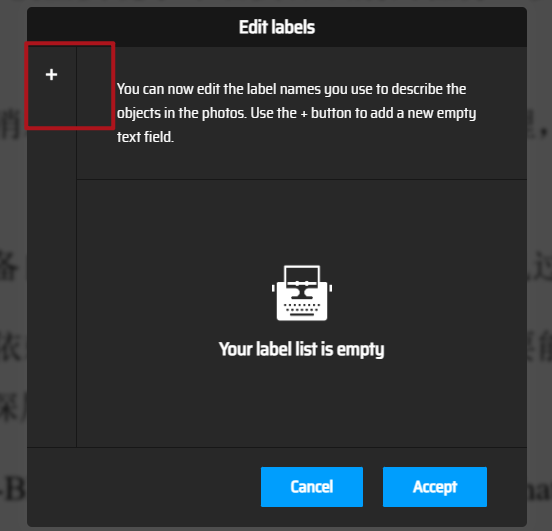 Edit labels
+
You can now edit the label names you use to describe the
objects in the photos. Use the + button to add a new empty
text field.
Your label list is empty
Cancel
Accept